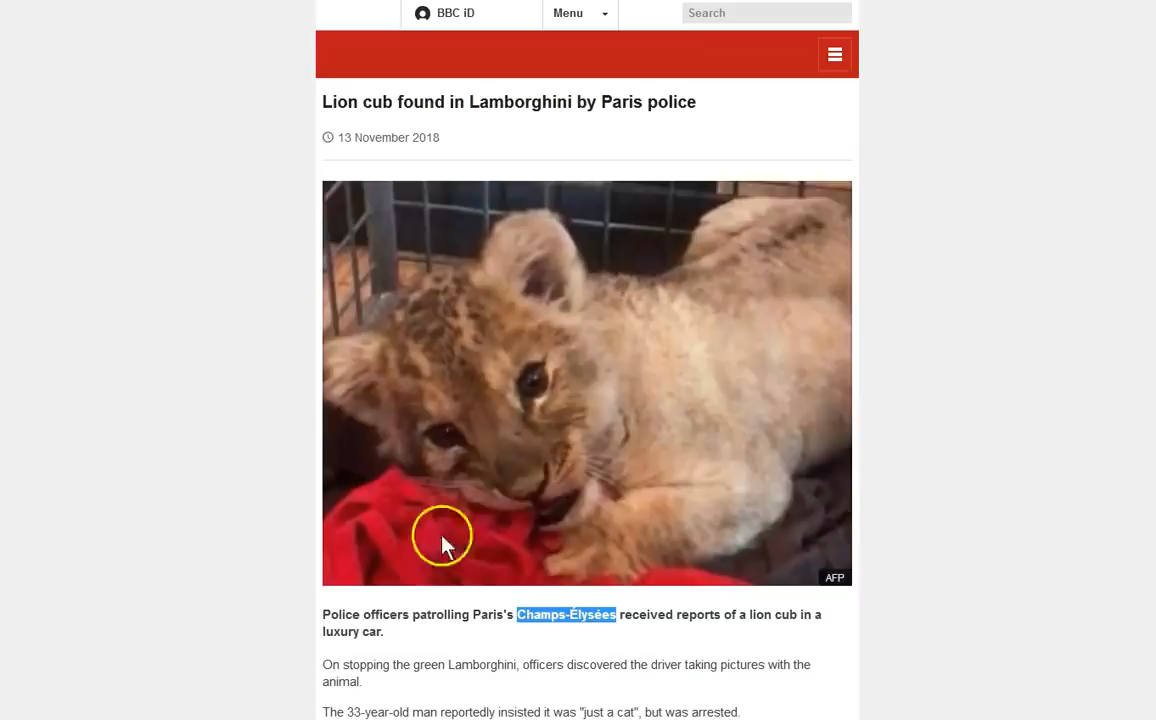 BBC iD
Menu
Search
Lion cub found in Lamborghini by Paris police
13 November 2018
AFP
Police officers patrolling Paris's Champs-Élysées received reports of a lion cub in a
luxury car.
On stopping the green Lamborghini, officers discovered the driver taking pictures with the
animal.
The 33-year-old man reportedly insisted it was "just a cat", but was arrested.